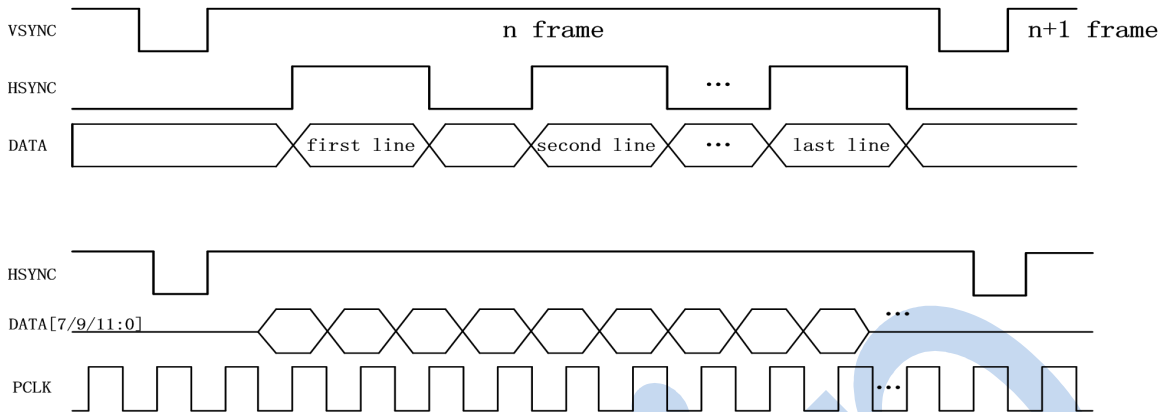 VSYNC n frame n+1 frame
HSYNC ...
DATA first line second line ... last line
HSYNC
DATA[7/9/11:0] ...
PCLK ...